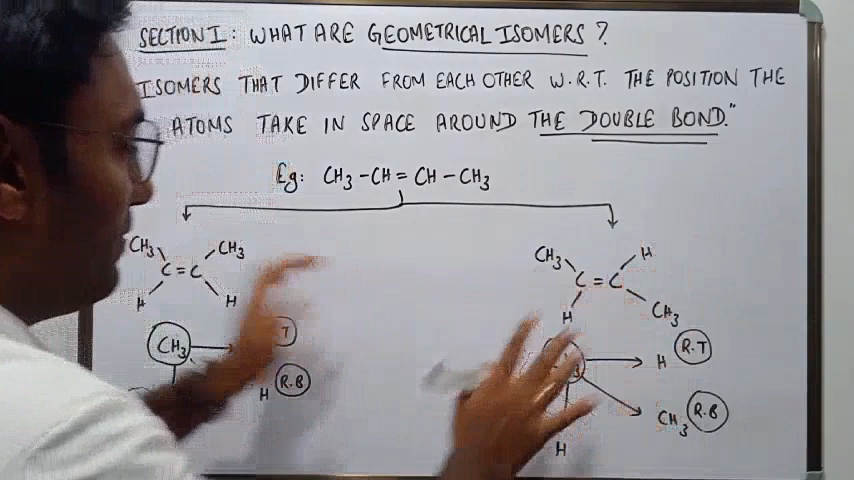 SECTION I : WHAT ARE GEOMETRICAL ISOMERS ?
ISOMERS THAT DIFFER FROM EACH OTHER W.R.T. THE POSITION THE
ATOMS TAKE IN SPACE AROUND THE DOUBLE BOND."
Eg: CH3 - CH = CH - CH3
CH3 CH3
C = C
H H
CH3 H
C = C
H CH3
CH3 T
H R.B
H R.T
CH3 R.B
H